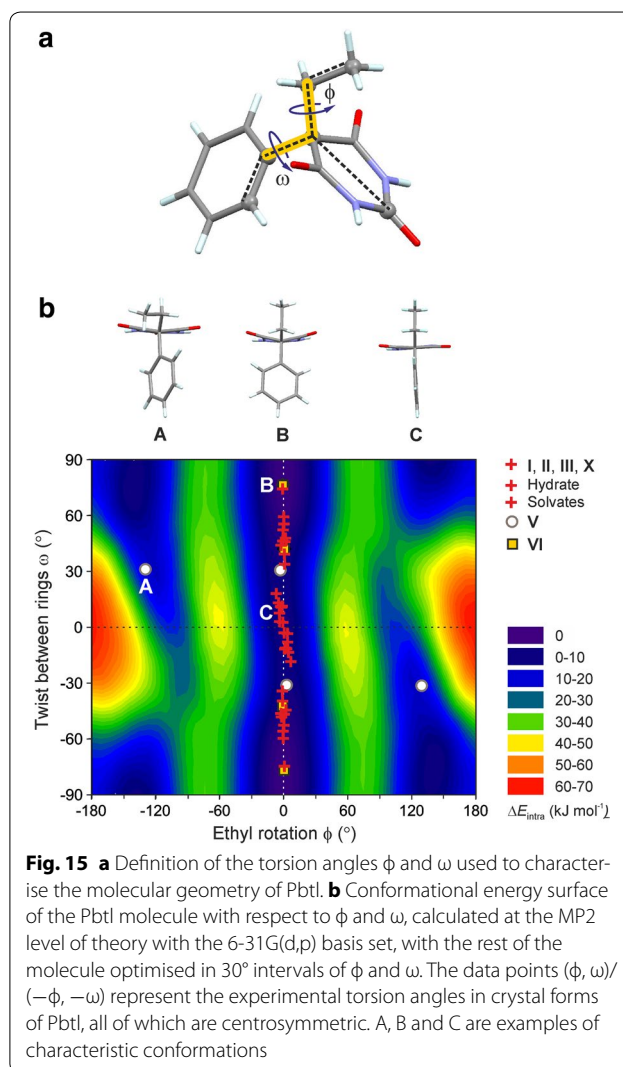 a
ϕ
ω
b
A
B
C
Twist between rings ω (°)
90
60
30
0
-30
-60
-90
B
A
C
-180
-120
-60
0
60
120
180
Ethyl rotation ϕ (°)
I, II, III, X
Hydrate
Solvates
V
VI
0
0-10
10-20
20-30
30-40
40-50
50-60
60-70
ΔEintra (kJ mol-1)
Fig. 15 a Definition of the torsion angles ϕ and ω used to character-
ise the molecular geometry of Pbtl. b Conformational energy surface
of the Pbtl molecule with respect to ϕ and ω, calculated at the MP2
level of theory with the 6-31G(d,p) basis set, with the rest of the
molecule optimised in 30° intervals of ϕ and ω. The data points (ϕ, ω)/
(−ϕ, −ω) represent the experimental torsion angles in crystal forms
of Pbtl, all of which are centrosymmetric. A, B and C are examples of
characteristic conformations